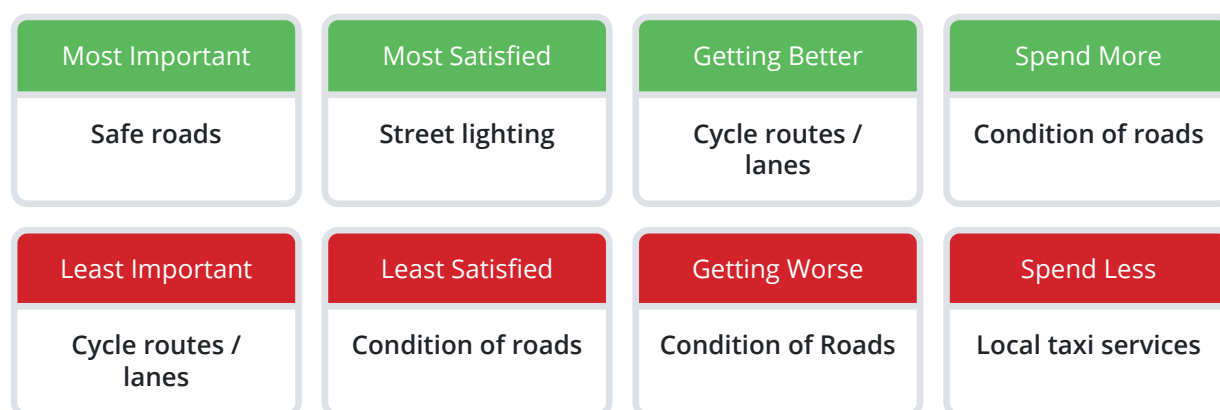 Most Important
Most Satisfied
Getting Better
Spend More
Safe roads
Street lighting
Cycle routes /
lanes
Condition of roads
Least Important
Least Satisfied
Getting Worse
Spend Less
Cycle routes /
lanes
Condition of roads
Condition of Roads
Local taxi services